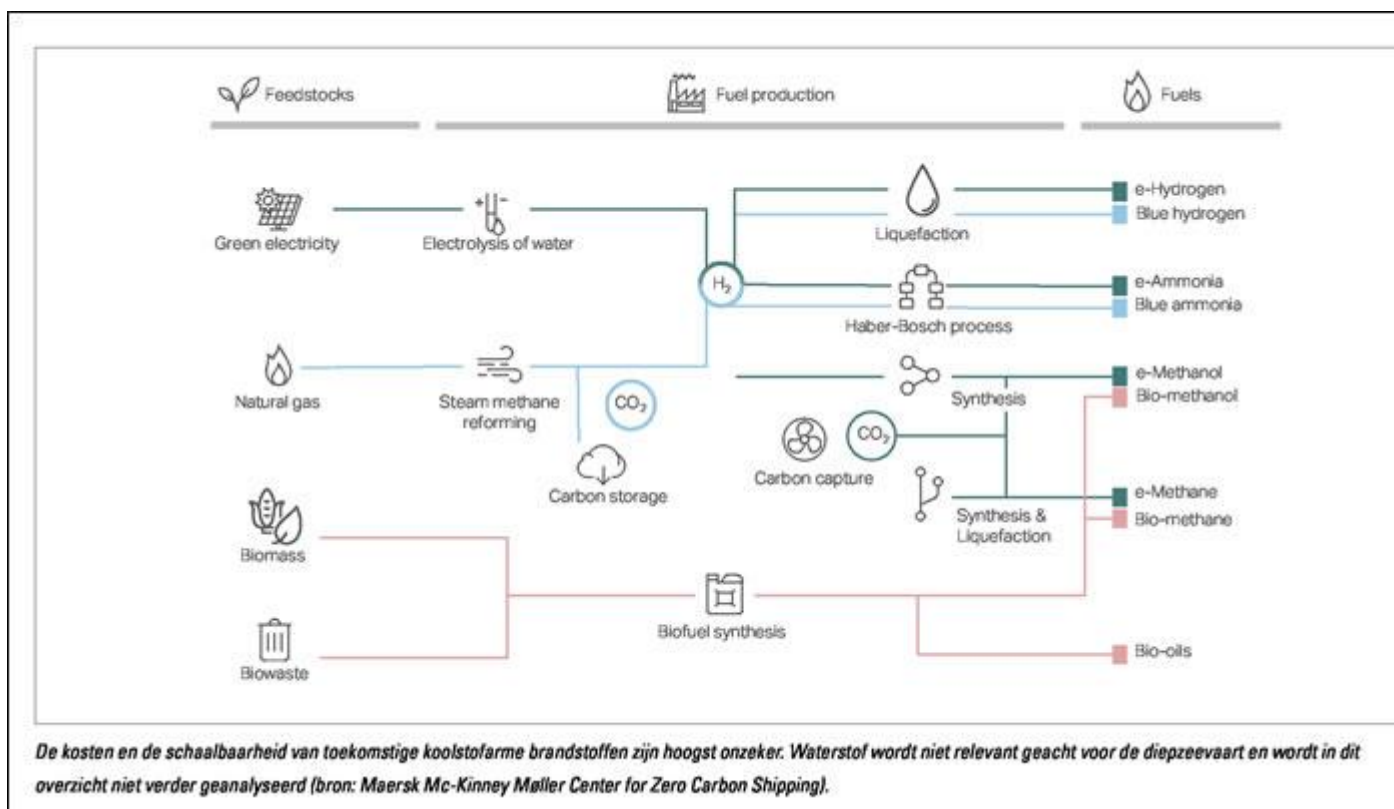 Feedstocks
Fuel production
Fuels
e-Hydrogen
Blue hydrogen
Green electricity
Electrolysis of water
Liquefaction
H₂
e-Ammonia
Blue ammonia
Haber-Bosch process
Natural gas
Steam methane
reforming
CO₂
Carbon storage
e-Methanol
Bio-methanol
Synthesis
CO₂
Carbon capture
e-Methane
Bio-methane
Synthesis &
Liquefaction
Biomass
Biofuel synthesis
Biowaste
Bio-oils
De kosten en de schaalbaarheid van toekomstige koolstofarme brandstoffen zijn hoogst onzeker. Waterstof wordt niet relevant geacht voor de diepzeevaart en wordt in dit
overzicht niet verder geanalyseerd (bron: Maersk Mc-Kinney Møller Center for Zero Carbon Shipping).